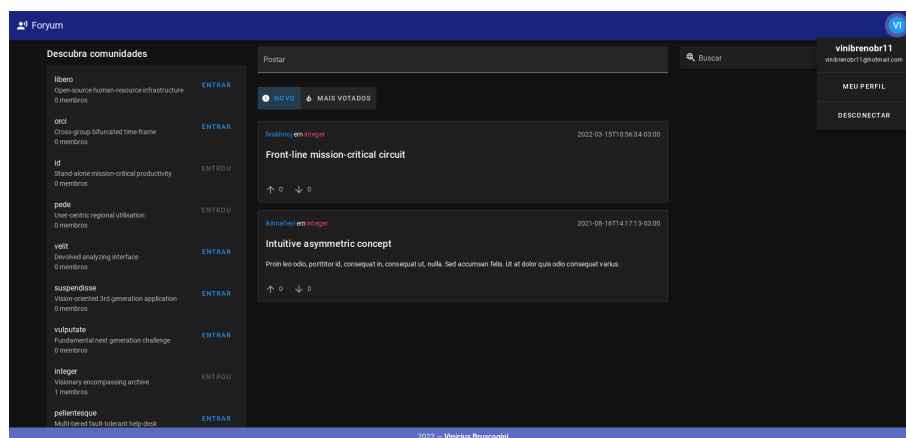 Foryum
VI
vinibrenobr11
vinibrenobr11@hotmail.com
MEU PERFIL
DESCONECTAR
Descubra comunidades
libero
Open-source human-resource infrastructure
0 membros
ENTRAR
orci
Cross-group bifurcated time-frame
0 membros
ENTRAR
id
Stand-alone mission-critical productivity
0 membros
ENTROU
pede
User-centric regional utilisation
0 membros
ENTROU
velit
Devolved analyzing interface
0 membros
ENTRAR
suspendisse
Vision-oriented 3rd generation application
0 membros
ENTRAR
vulputate
Fundamental next generation challenge
0 membros
ENTRAR
integer
Visionary encompassing archive
1 membros
ENTROU
pellentesque
Multi-tiered fault-tolerant help-desk
ENTRAR
Postar
NOVO
MAIS VOTADOS
livakhnoj em integer
2022-03-15T10:56:34-03:00
Front-line mission-critical circuit
0 0
lkinnerleyl em integer
2021-08-16T14:17:13-03:00
Intuitive asymmetric concept
Proin leo odio, porttitor id, consequat in, consequat ut, nulla. Sed accumsan felis. Ut at dolor quis odio consequat varius.
0 0
Buscar
2022 — Vinicius Bruscagini